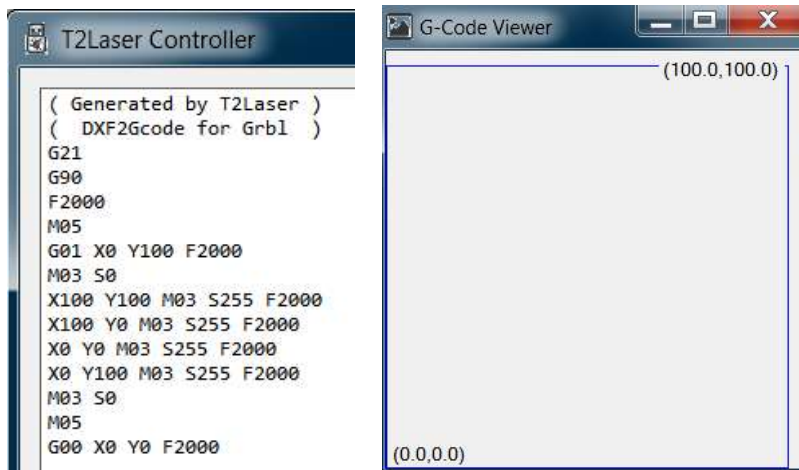 T2Laser Controller
( Generated by T2Laser )
(  DXF2Gcode for Grbl  )
G21
G90
F2000
M05
G01 X0 Y100 F2000
M03 S0
X100 Y100 M03 S255 F2000
X100 Y0 M03 S255 F2000
X0 Y0 M03 S255 F2000
X0 Y100 M03 S255 F2000
M03 S0
M05
G00 X0 Y0 F2000
G-Code Viewer
(100.0,100.0)
(0.0,0.0)